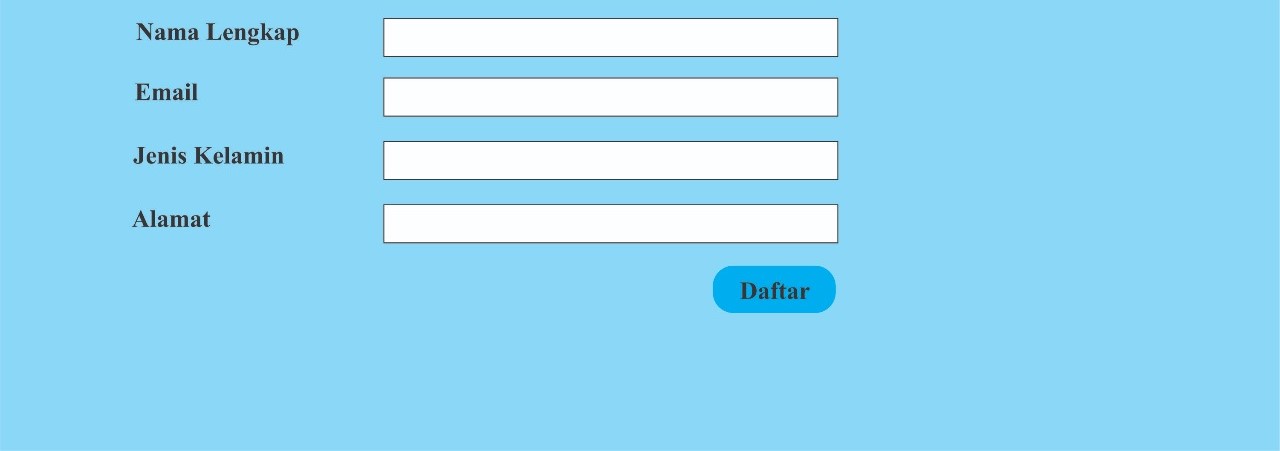 Nama Lengkap
Email
Jenis Kelamin
Alamat
Daftar